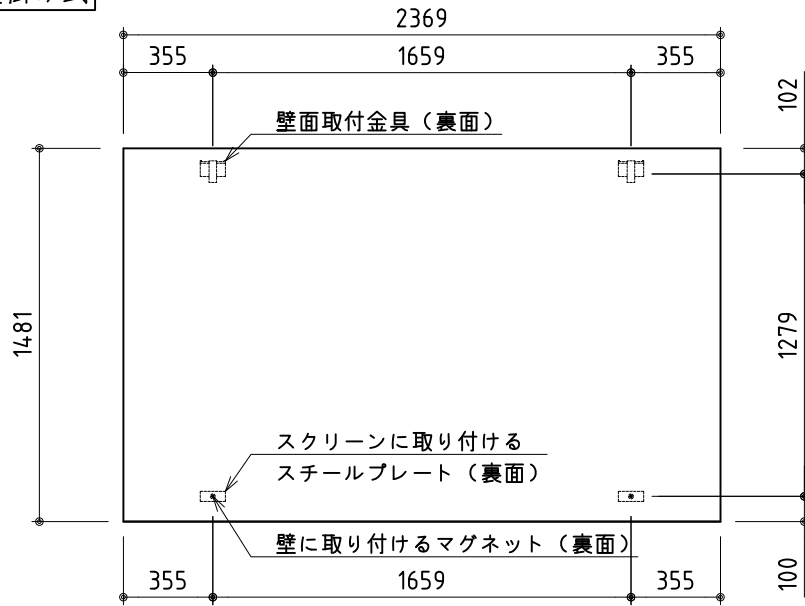 2369
355 1659 355
102
壁面取付金具（裏面）
1481
1279
スクリーンに取り付ける
スチールプレート（裏面）
壁に取り付けるマグネット（裏面）
355 1659 355
100